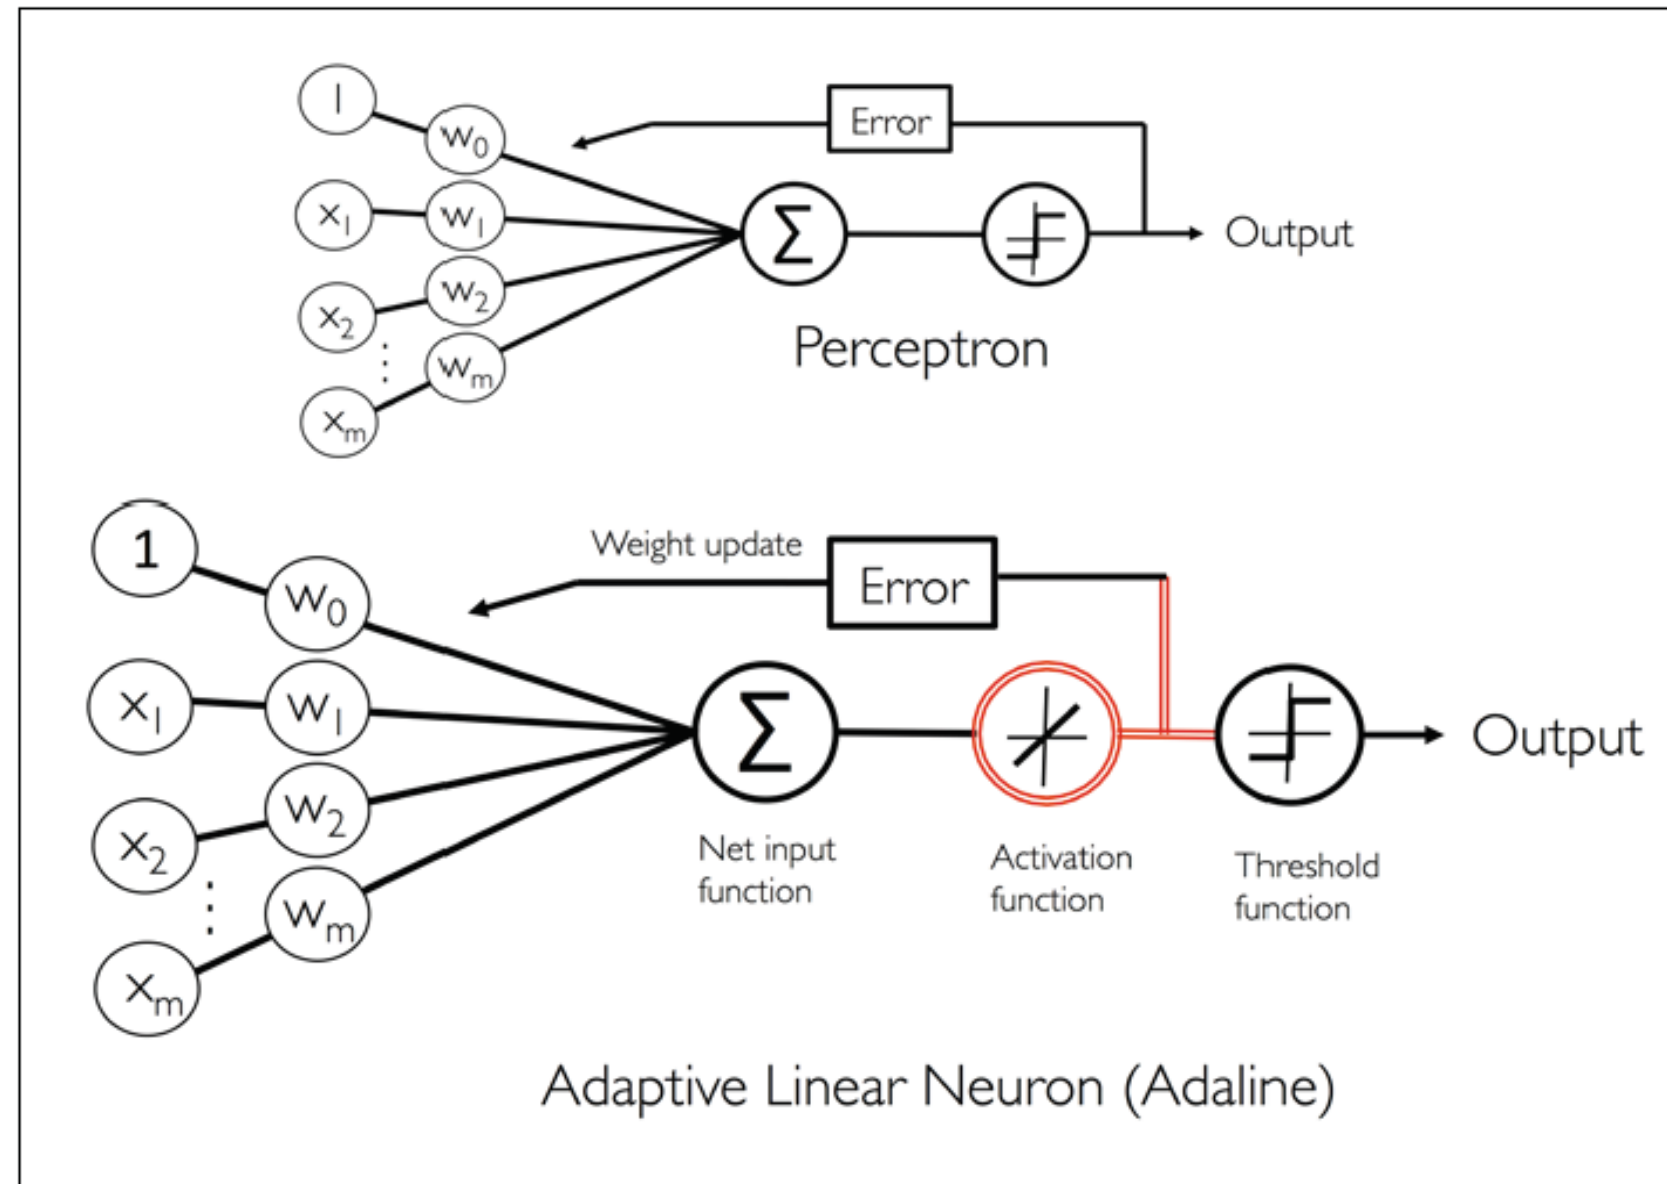 1
w0
x1
w1
x2
w2
⋮
xm
wm
Σ
Error
Output
Perceptron
1
w0
x1
w1
x2
w2
⋮
xm
wm
Weight update
Error
Σ
Output
Net input
function
Activation
function
Threshold
function
Adaptive Linear Neuron (Adaline)